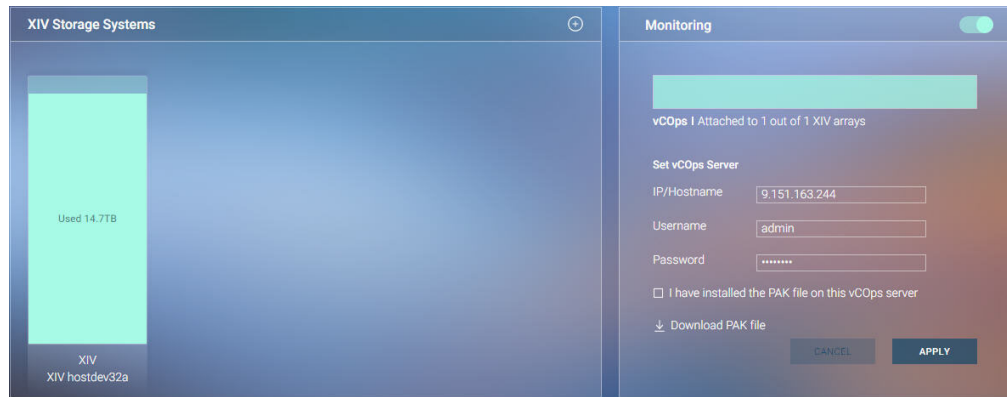 XIV Storage Systems
Used 14.7TB
XIV
XIV hostdev32a
Monitoring
vCOps | Attached to 1 out of 1 XIV arrays
Set vCOps Server
IP/Hostname 9.151.163.244
Username admin
Password ••••••••
I have installed the PAK file on this vCOps server
Download PAK file
CANCEL APPLY